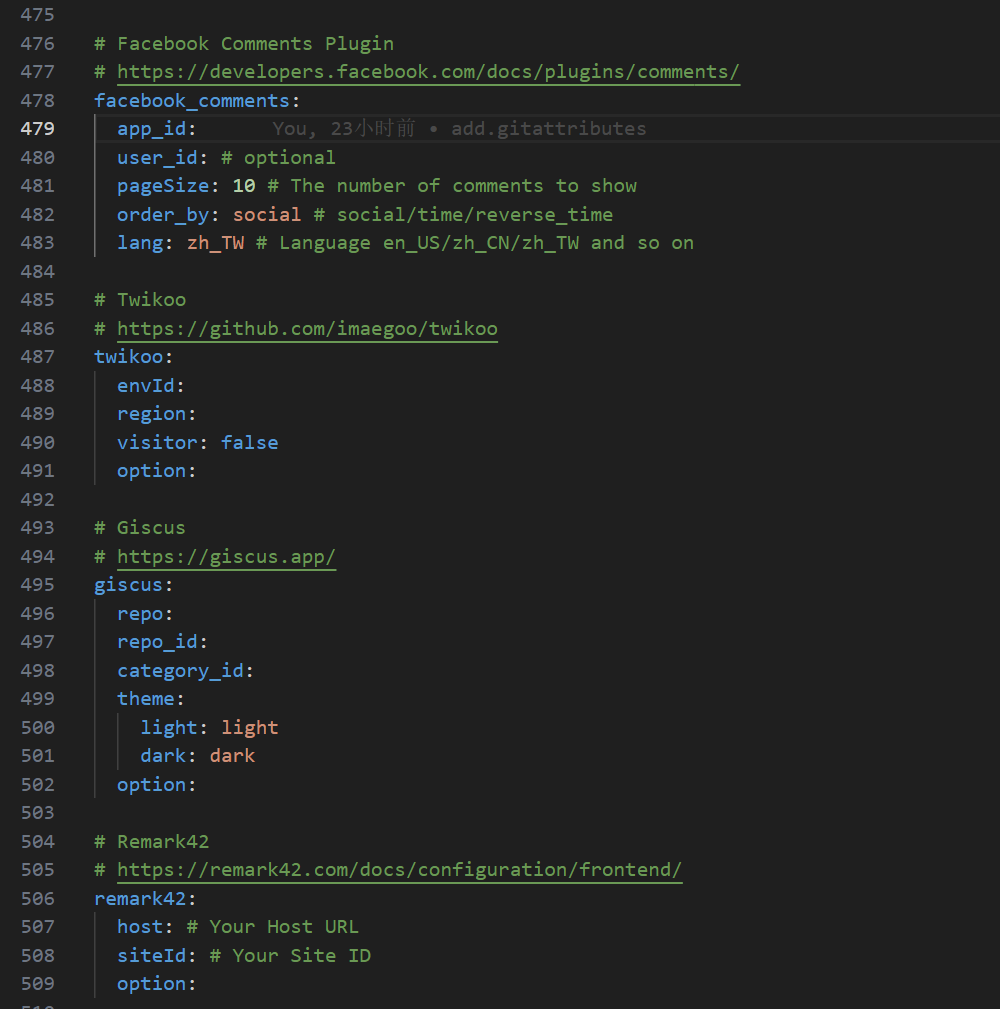 475
476 # Facebook Comments Plugin
477 # https://developers.facebook.com/docs/plugins/comments/
478 facebook_comments:
479 app_id: You, 23小时前 • add.gitattributes
480 user_id: # optional
481 pageSize: 10 # The number of comments to show
482 order_by: social # social/time/reverse_time
483 lang: zh_TW # Language en_US/zh_CN/zh_TW and so on
484
485 # Twikoo
486 # https://github.com/imaegoo/twikoo
487 twikoo:
488 envId:
489 region:
490 visitor: false
491 option:
492
493 # Giscus
494 # https://giscus.app/
495 giscus:
496 repo:
497 repo_id:
498 category_id:
499 theme:
500 light: light
501 dark: dark
502 option:
503
504 # Remark42
505 # https://remark42.com/docs/configuration/frontend/
506 remark42:
507 host: # Your Host URL
508 siteId: # Your Site ID
509 option: